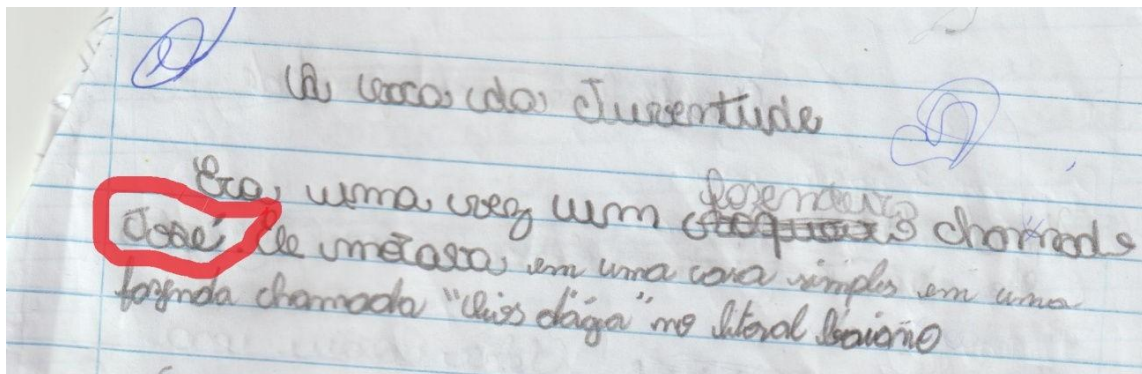 A vaca da Juventude
Era uma vez um fazendeiro chamado
José Ele morava em uma casa simples em uma
fazenda chamada "Olhos dága" no litoral baiano